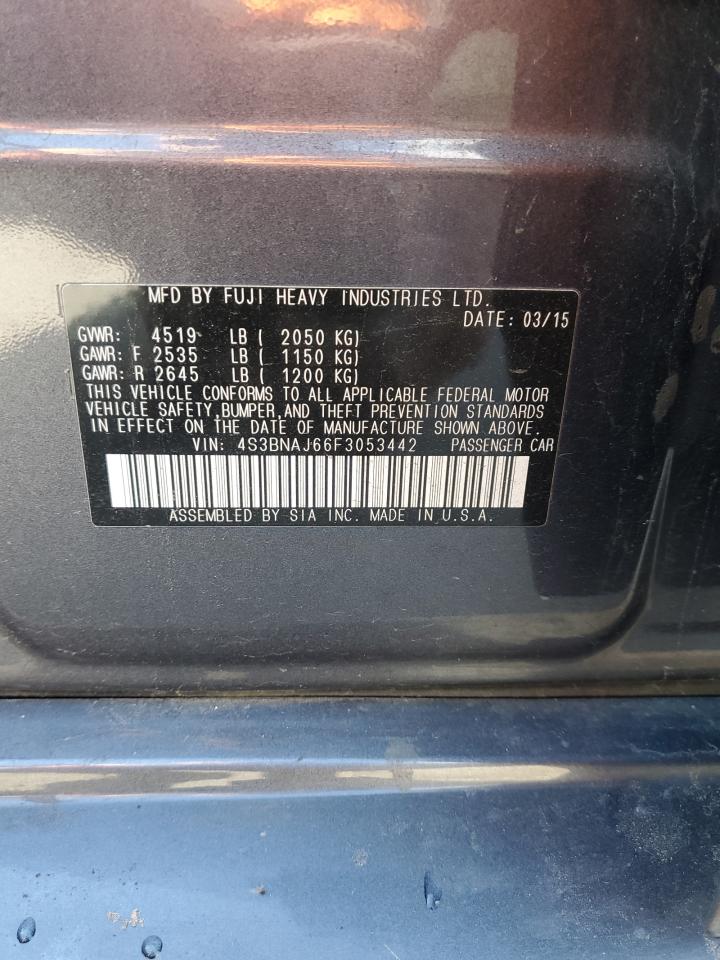 MFD BY FUJI HEAVY INDUSTRIES LTD.
DATE: 03/15
GVWR: 4519 LB ( 2050 KG)
GAWR: F 2535 LB ( 1150 KG)
GAWR: R 2645 LB ( 1200 KG)
THIS VEHICLE CONFORMS TO ALL APPLICABLE FEDERAL MOTOR
VEHICLE SAFETY,BUMPER,AND THEFT PREVENTION STANDARDS
IN EFFECT ON THE DATE OF MANUFACTURE SHOWN ABOVE.
VIN: 4S3BNAJ66F3053442 PASSENGER CAR
ASSEMBLED BY SIA INC. MADE IN U.S.A.